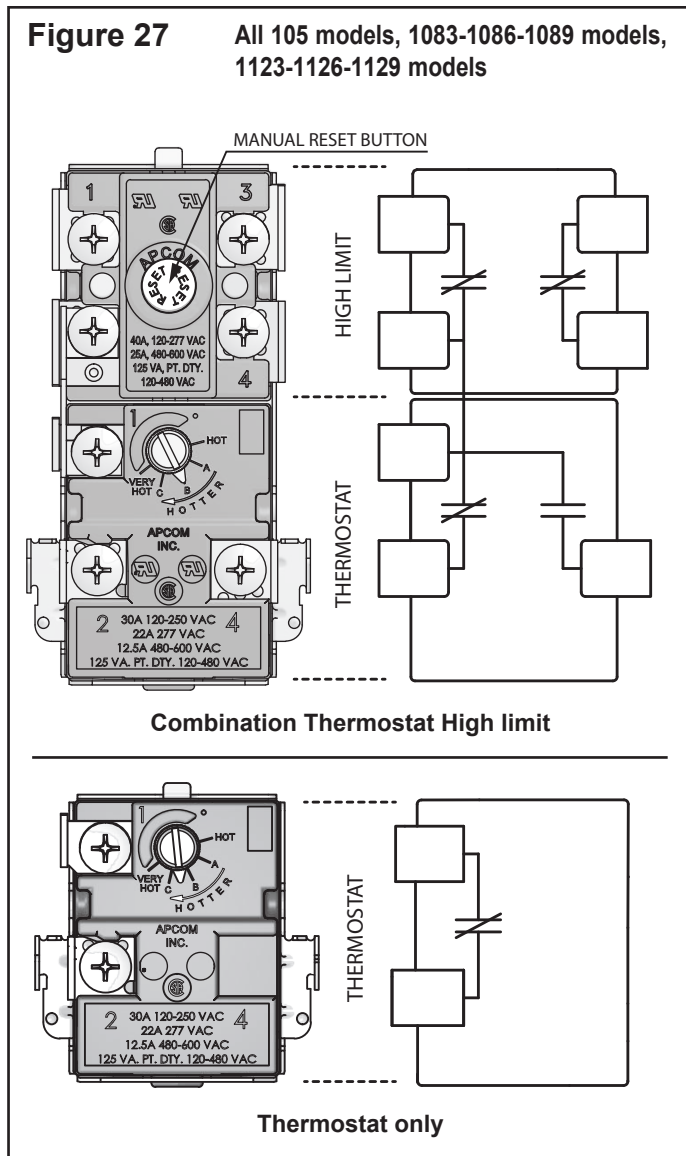 Figure 27
All 105 models, 1083-1086-1089 models,
1123-1126-1129 models
MANUAL RESET BUTTON
1
3
APCOM
RESET RESET
40A, 120-277 VAC
25A, 480-600 VAC
125 VA, PT. DTY.
120-480 VAC
4
HIGH LIMIT
1
HOT
A
B
C
VERY
HOT
HOTTER
APCOM
INC.
2
4
30A 120-250 VAC
22A 277 VAC
12.5A 480-600 VAC
125 VA. PT. DTY. 120-480 VAC
THERMOSTAT
Combination Thermostat High limit
1
HOT
A
B
C
VERY
HOT
HOTTER
APCOM
INC.
2
4
30A 120-250 VAC
22A 277 VAC
12.5A 480-600 VAC
125 VA. PT. DTY. 120-480 VAC
THERMOSTAT
Thermostat only